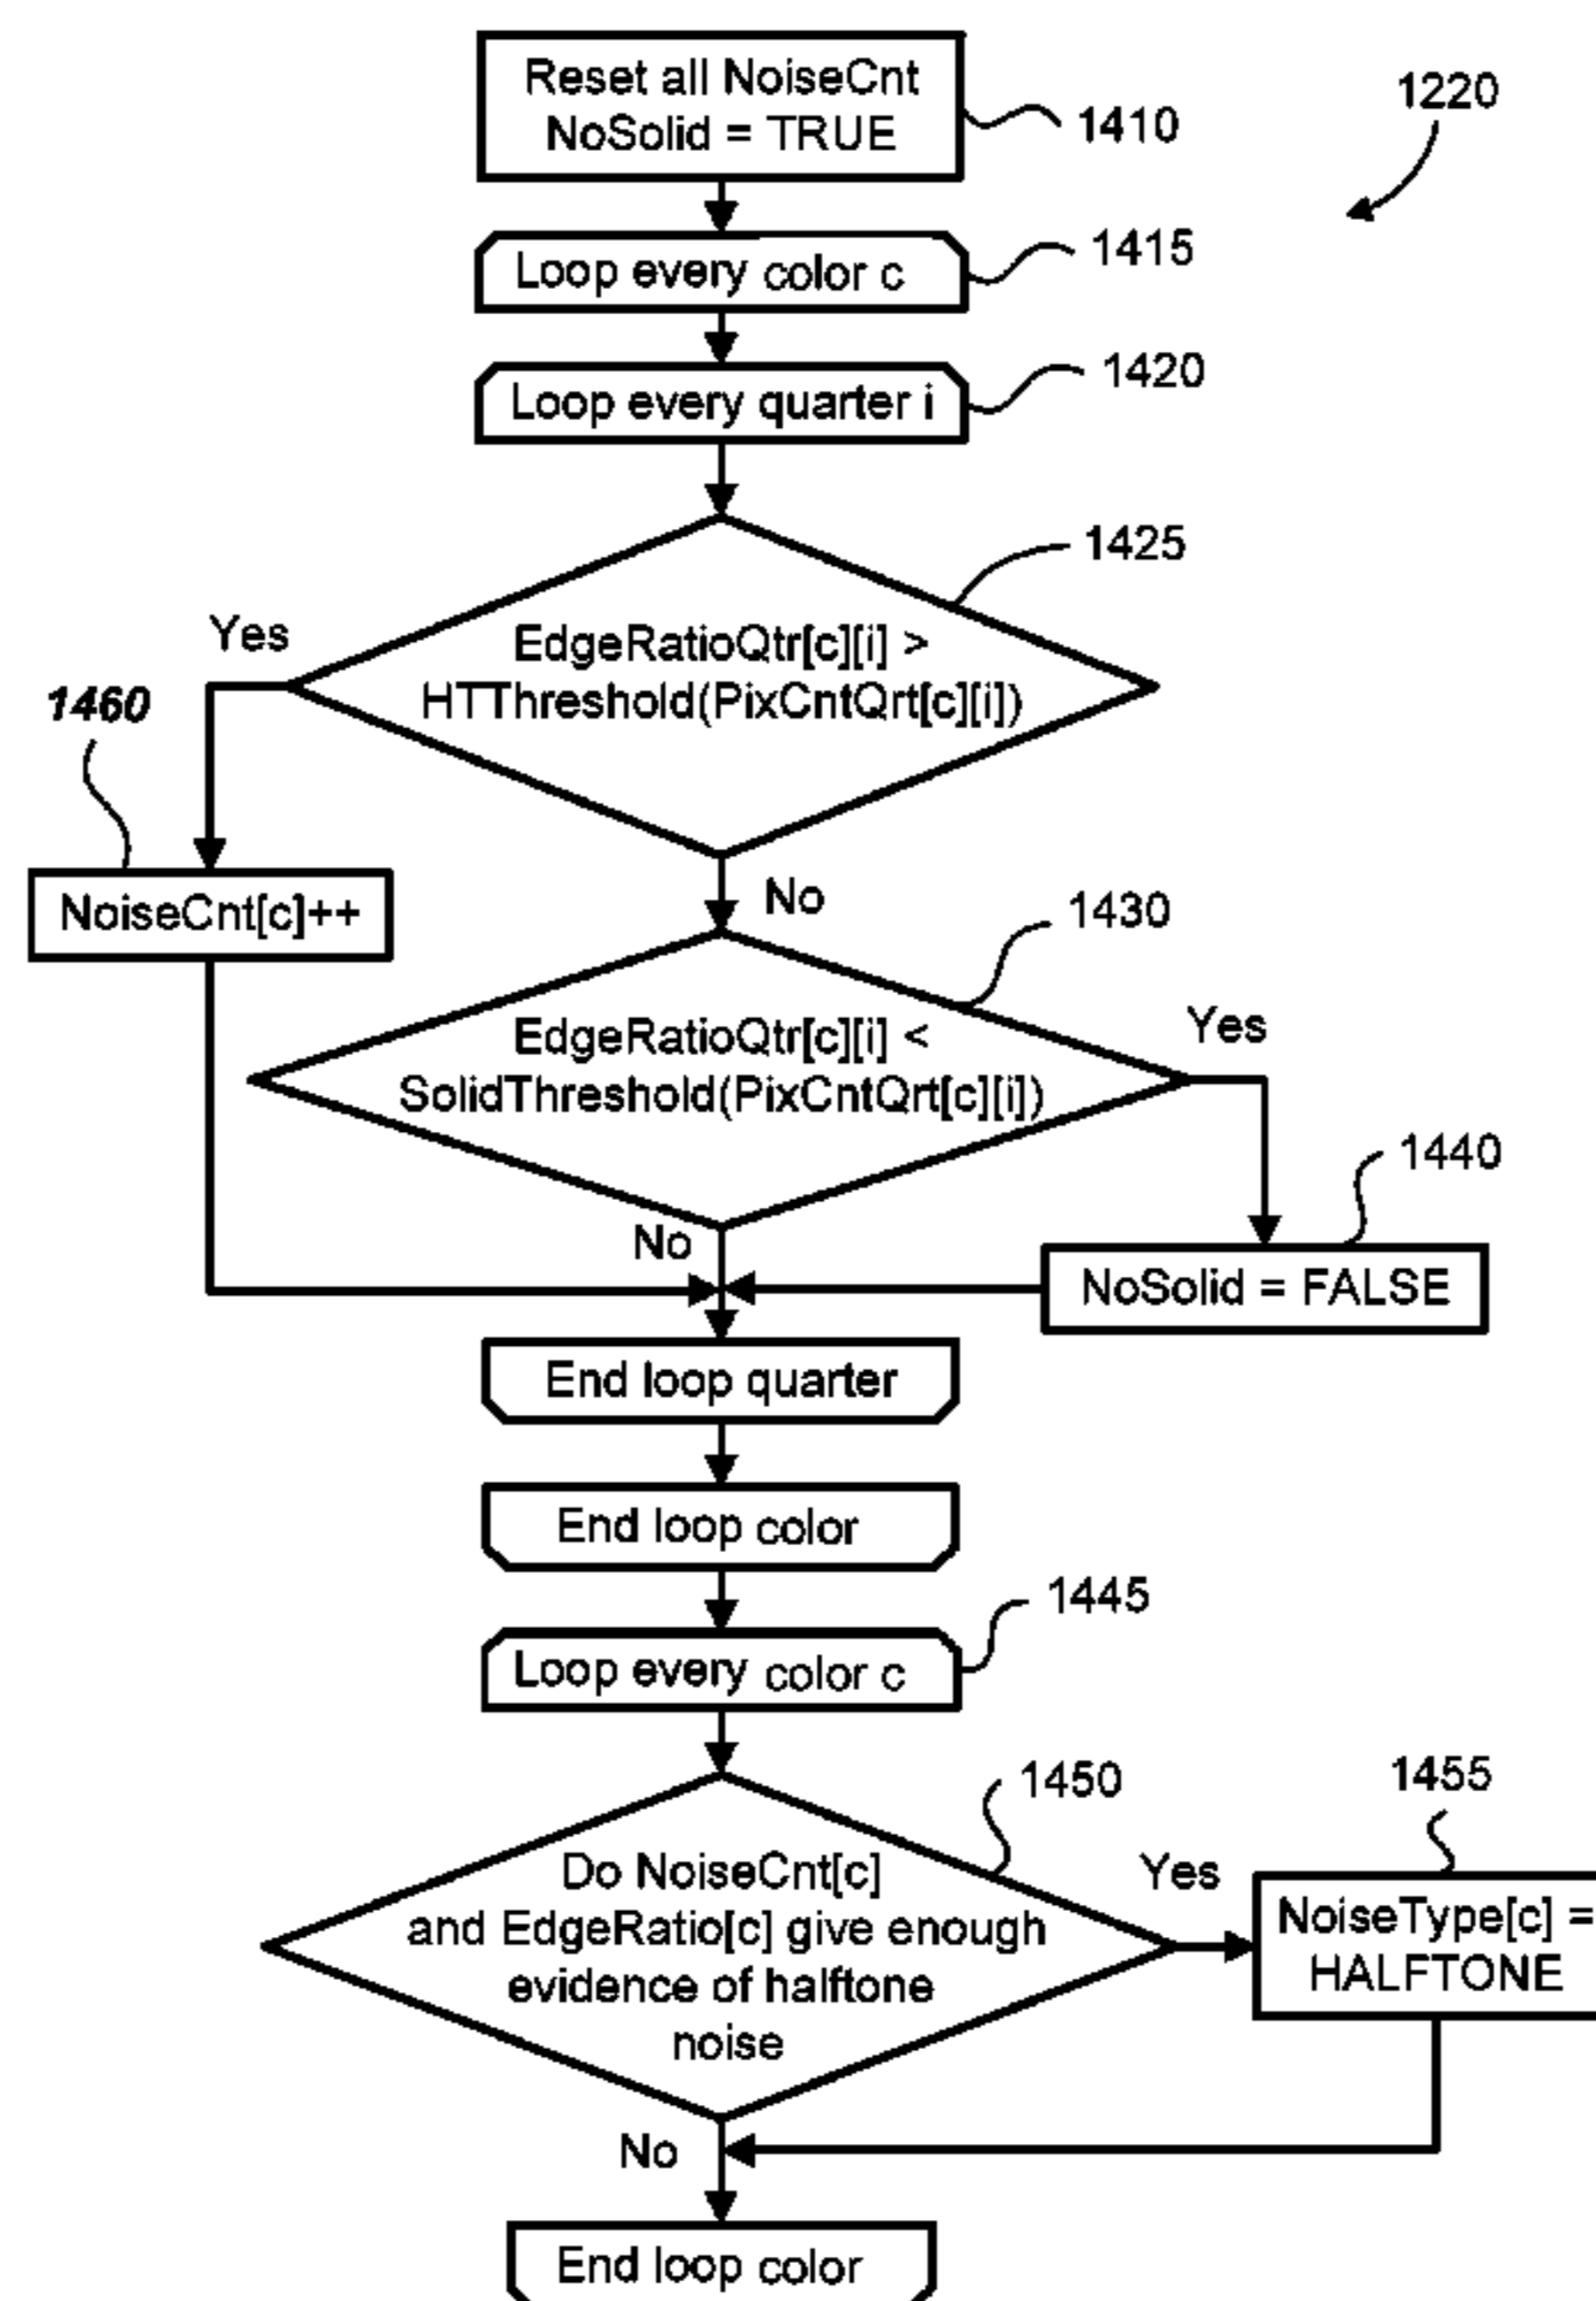 Reset all NoiseCnt
NoSolid = TRUE
1410
1220
Loop every color c
1415
Loop every quarter i
1420
1425
EdgeRatioQtr[c][i] >
HTThreshold(PixCntQrt[c][i])
Yes
1460
NoiseCnt[c]++
No
1430
EdgeRatioQtr[c][i] <
SolidThreshold(PixCntQrt[c][i])
Yes
1440
NoSolid = FALSE
No
End loop quarter
End loop color
1445
Loop every color c
1450
Do NoiseCnt[c]
and EdgeRatio[c] give enough
evidence of halftone
noise
Yes
1455
NoiseType[c] =
HALFTONE
No
End loop color